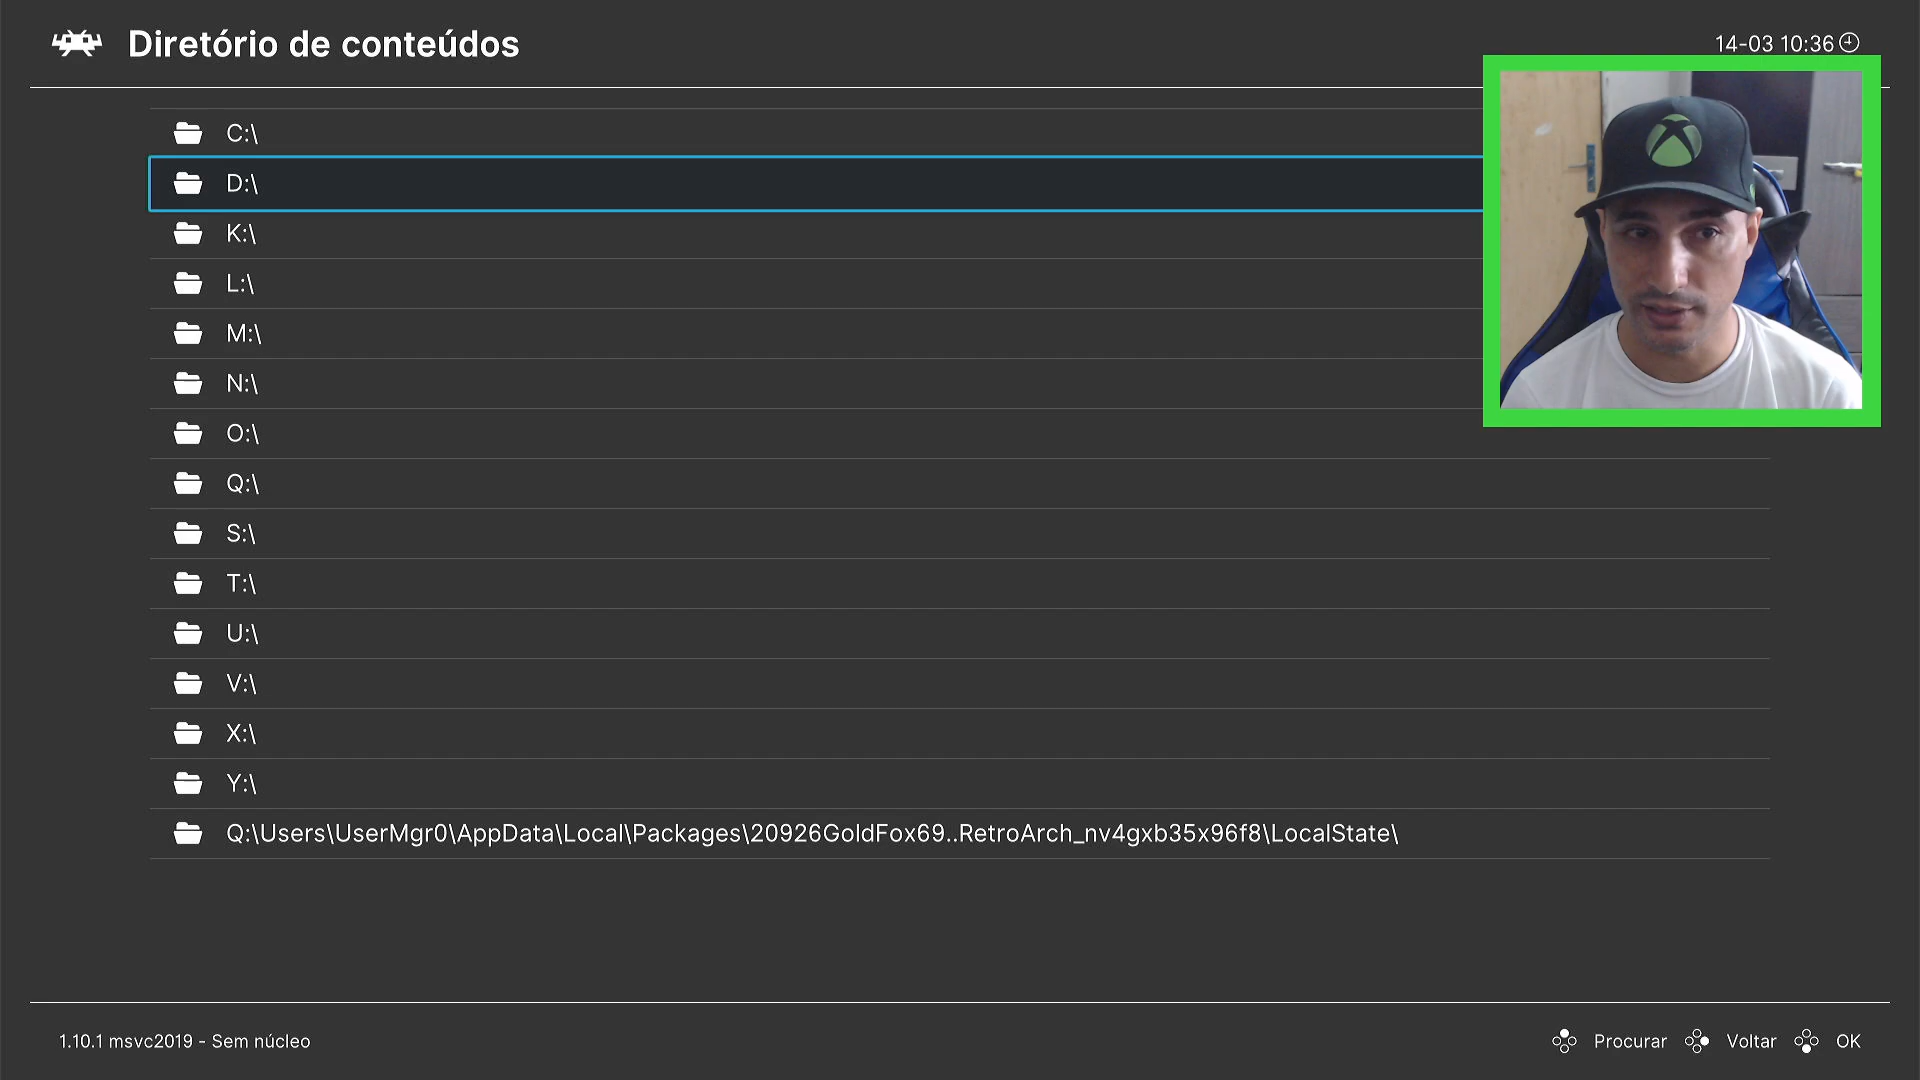 Diretório de conteúdos
14-03 10:36
C:\
D:\
K:\
L:\
M:\
N:\
O:\
Q:\
S:\
T:\
U:\
V:\
X:\
Y:\
Q:\Users\UserMgr0\AppData\Local\Packages\20926GoldFox69..RetroArch_nv4gxb35x96f8\LocalState\
1.10.1 msvc2019 - Sem núcleo
Procurar
Voltar
OK